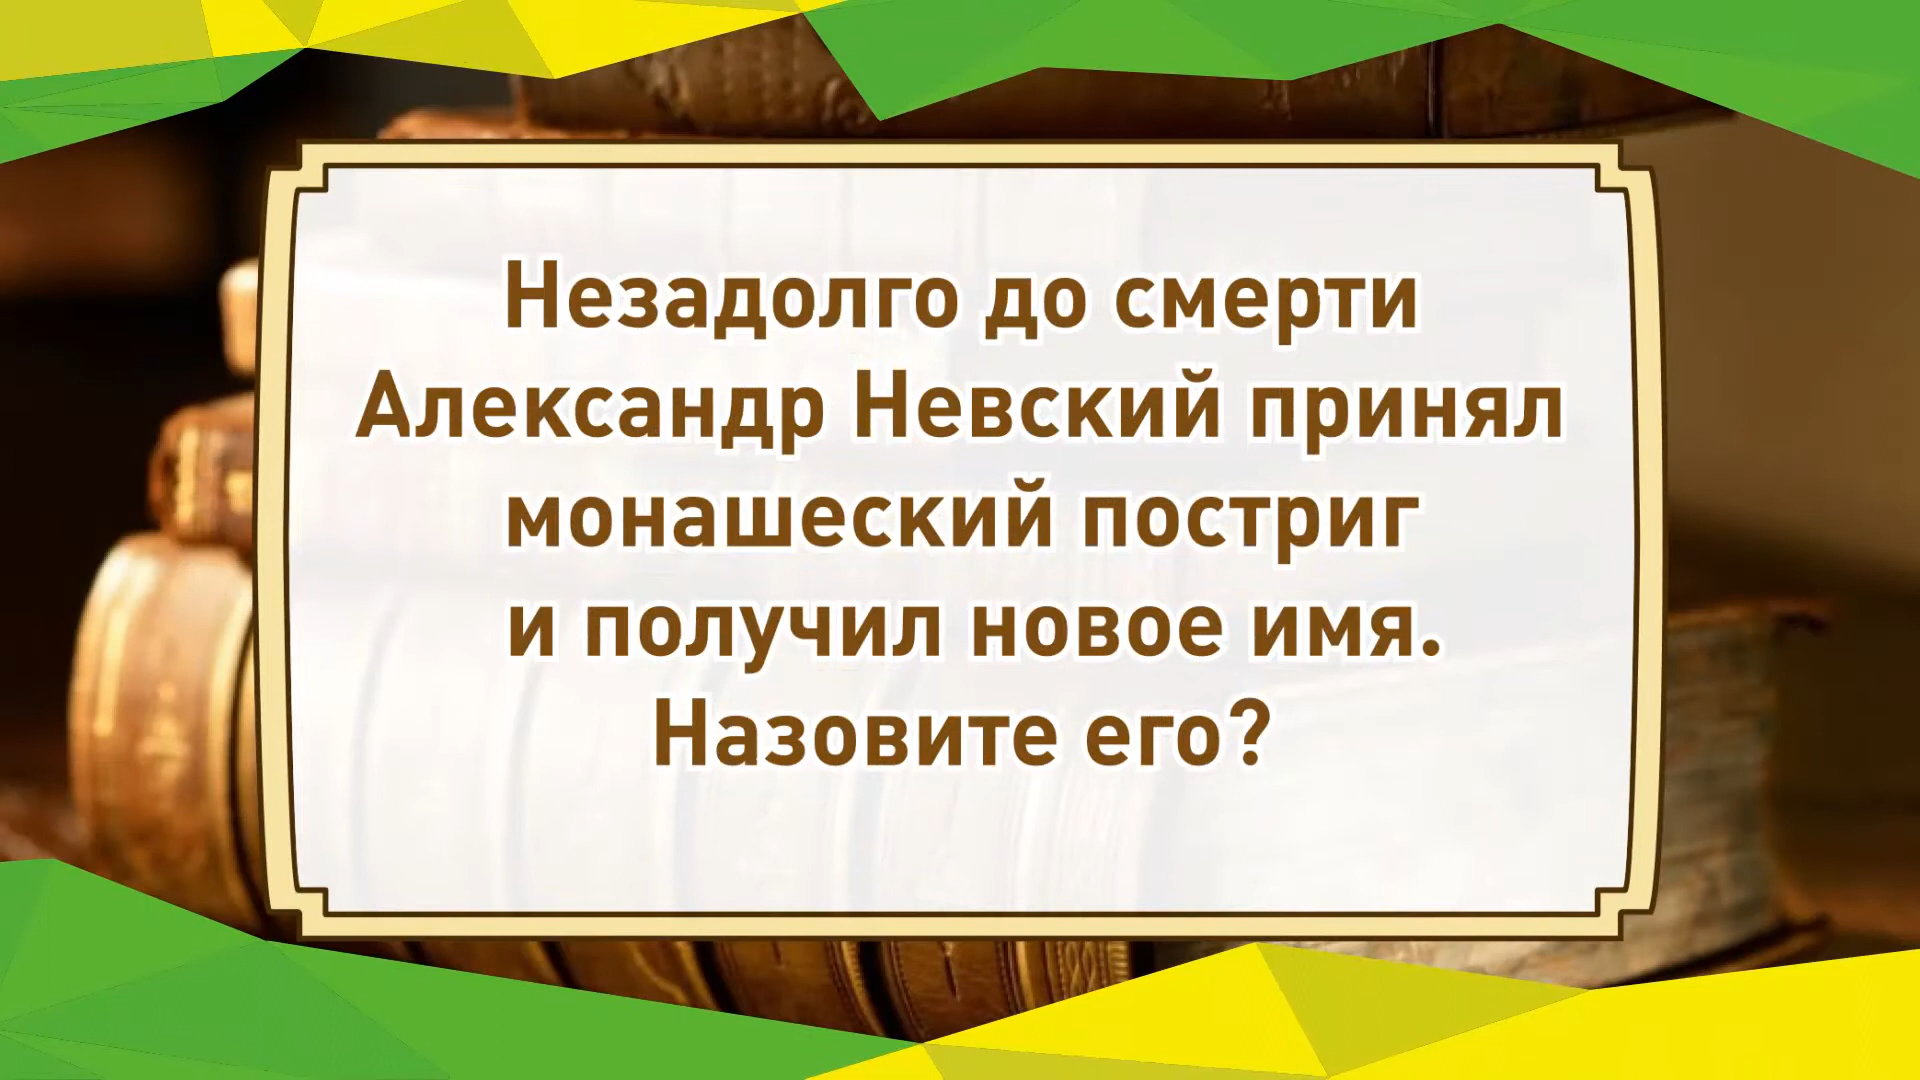 Незадолго до смерти
Александр Невский принял
монашеский постриг
и получил новое имя.
Назовите его?